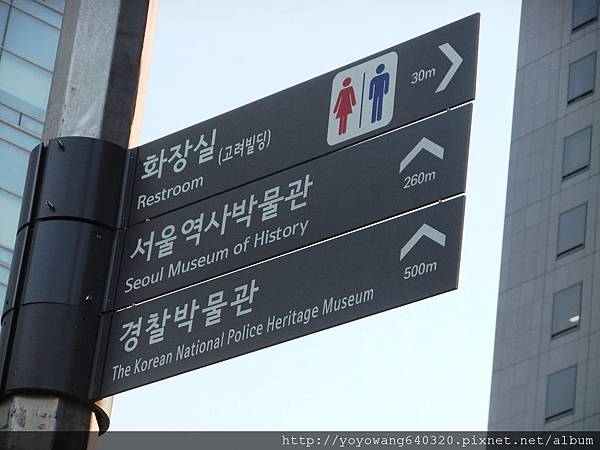 화장실(고려빌딩) 30m
Restroom
서울역사박물관
Seoul Museum of History 260m
경찰박물관 500m
The Korean National Police Heritage Museum
http://yoyowang640320.pixnet.net/album